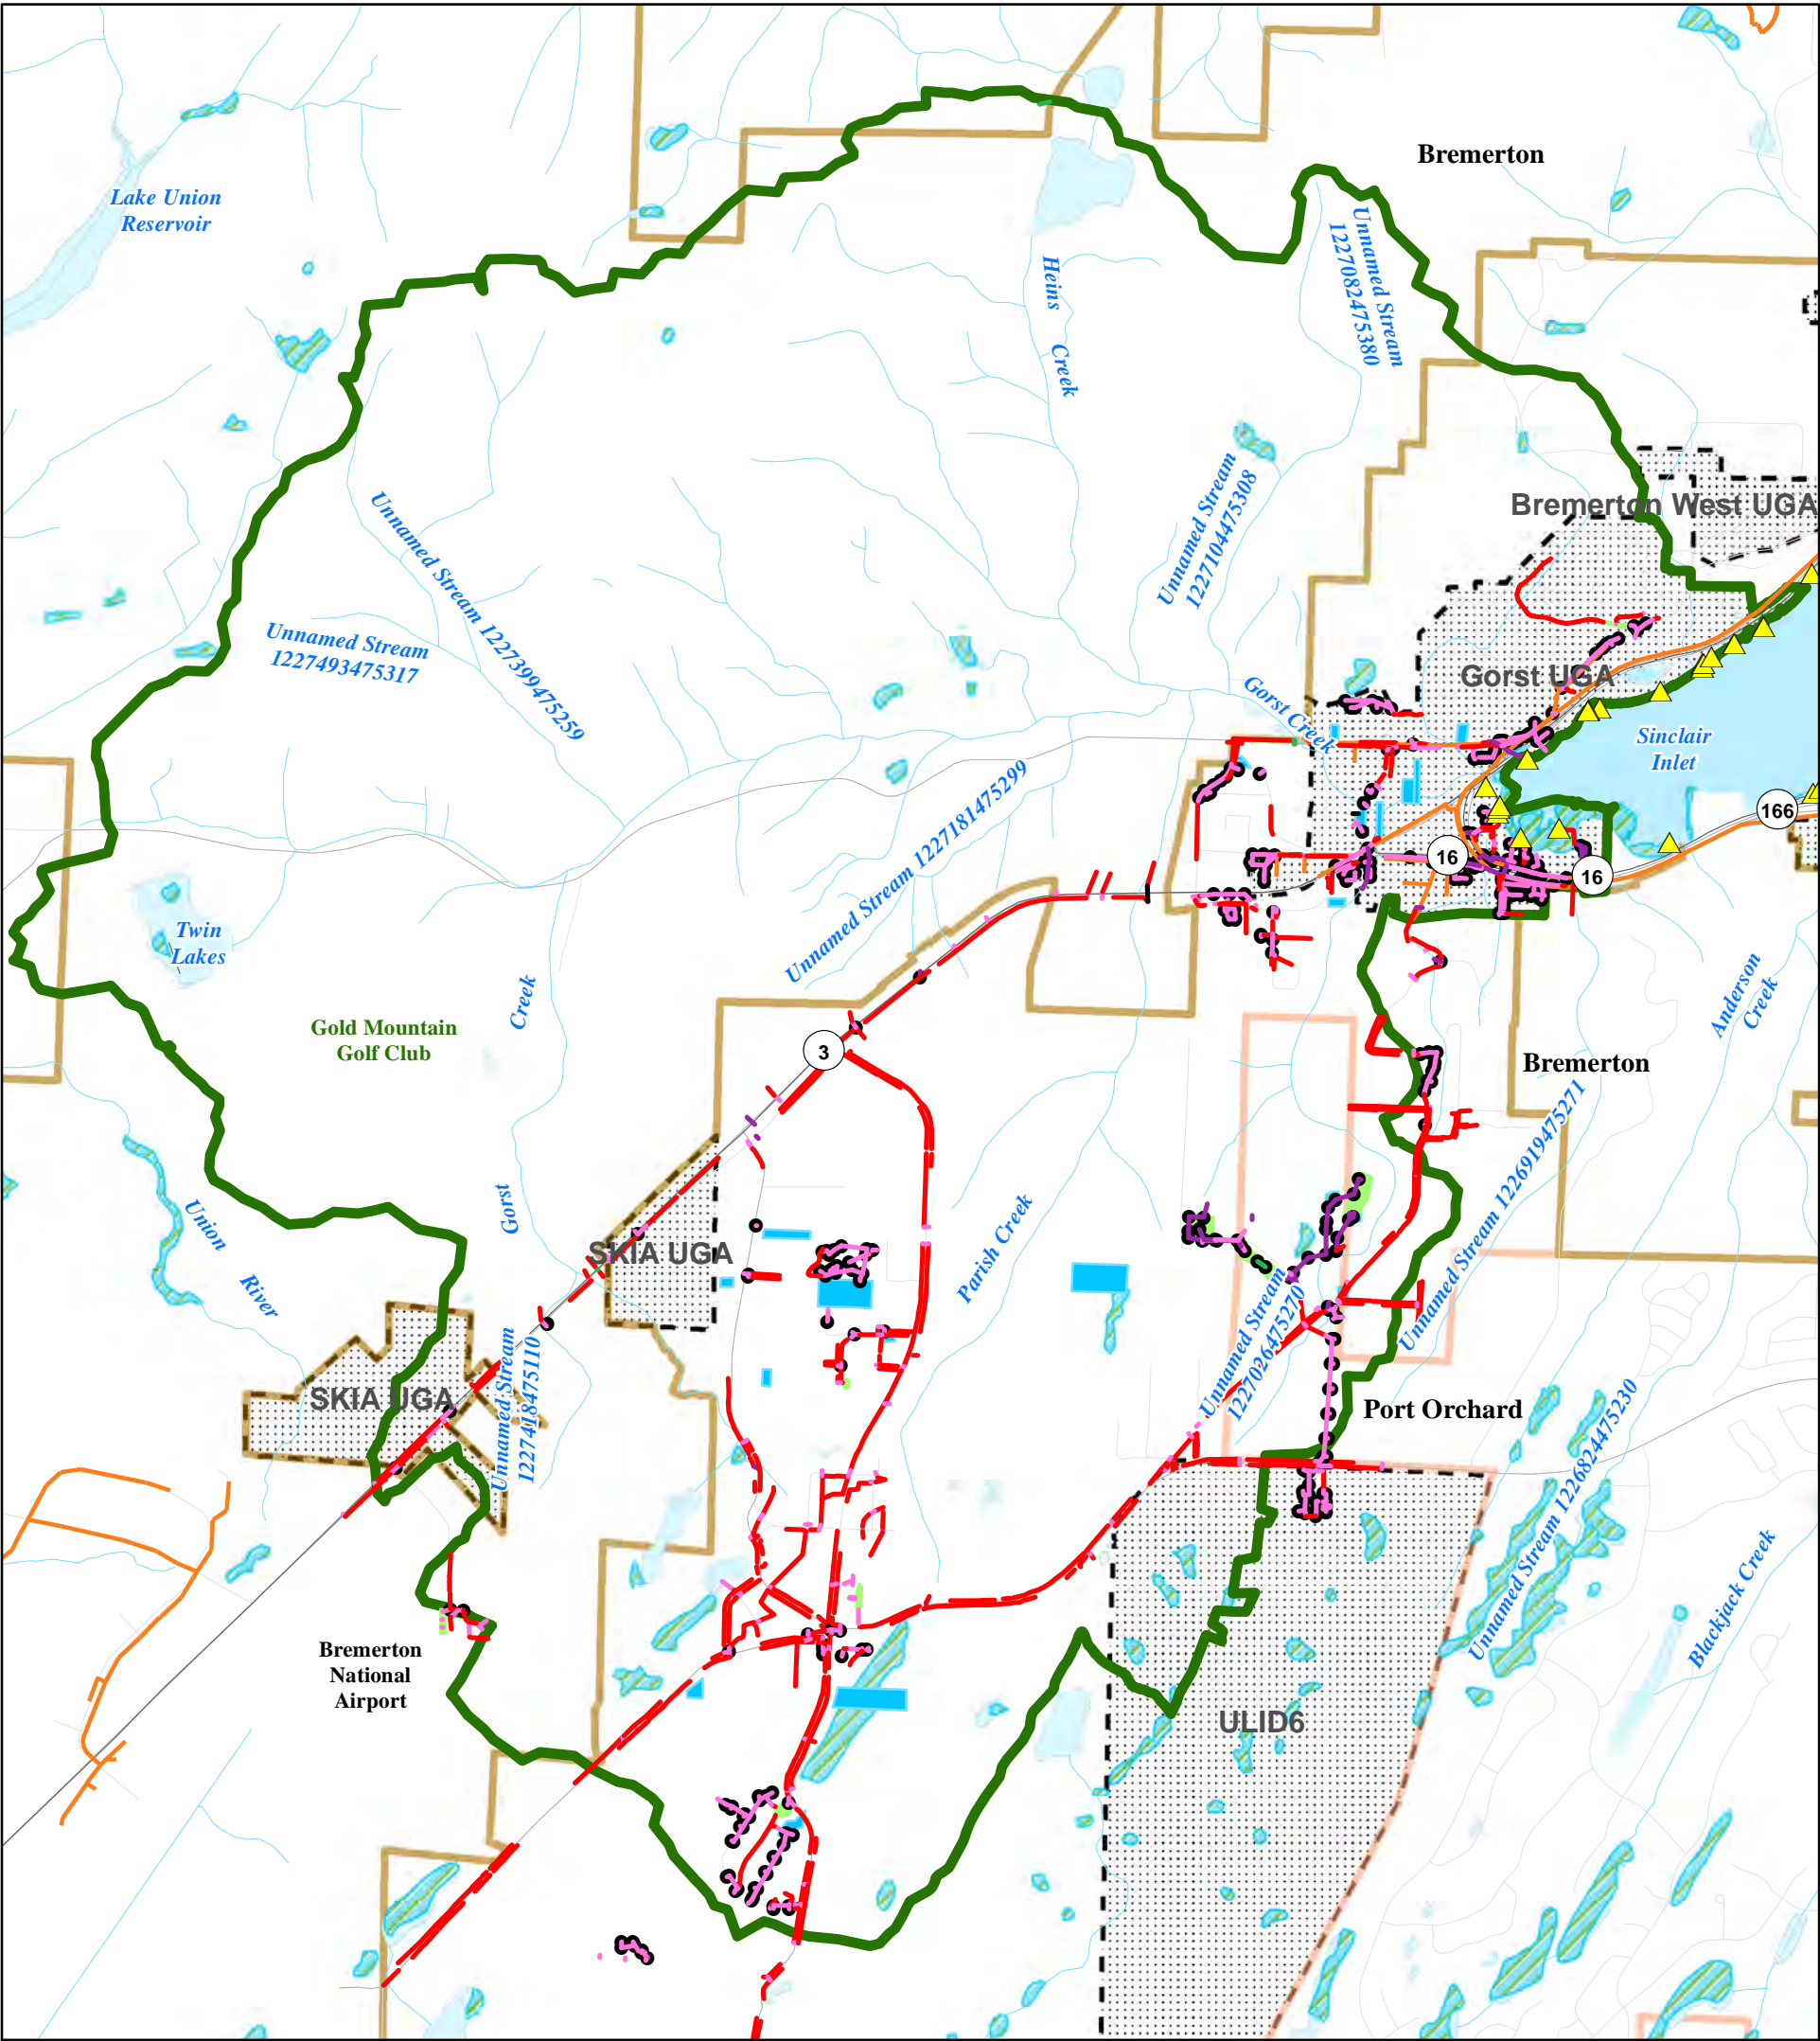 Bremerton
Lake Union
Reservoir
Unnamed Stream
1227082475380
Heins
Creek
Unnamed Stream
1227104475308
Bremerton West UGA
Unnamed Stream 1227399475259
Unnamed Stream
1227493475317
Gorst UGA
Gorst Creek
Sinclair
Inlet
Unnamed Stream 1227181475299
166
16
16
Twin
Lakes
Creek
Anderson
Creek
Gold Mountain
Golf Club
3
Bremerton
Unnamed Stream 1226919475271
Union
River
Gorst
SKIA UGA
Parish Creek
Unnamed Stream
1227026475270
Unnamed Stream
1227418475110
SKIA UGA
Port Orchard
Unnamed Stream 1226824475230
Blackjack Creek
Bremerton
National
Airport
ULID6